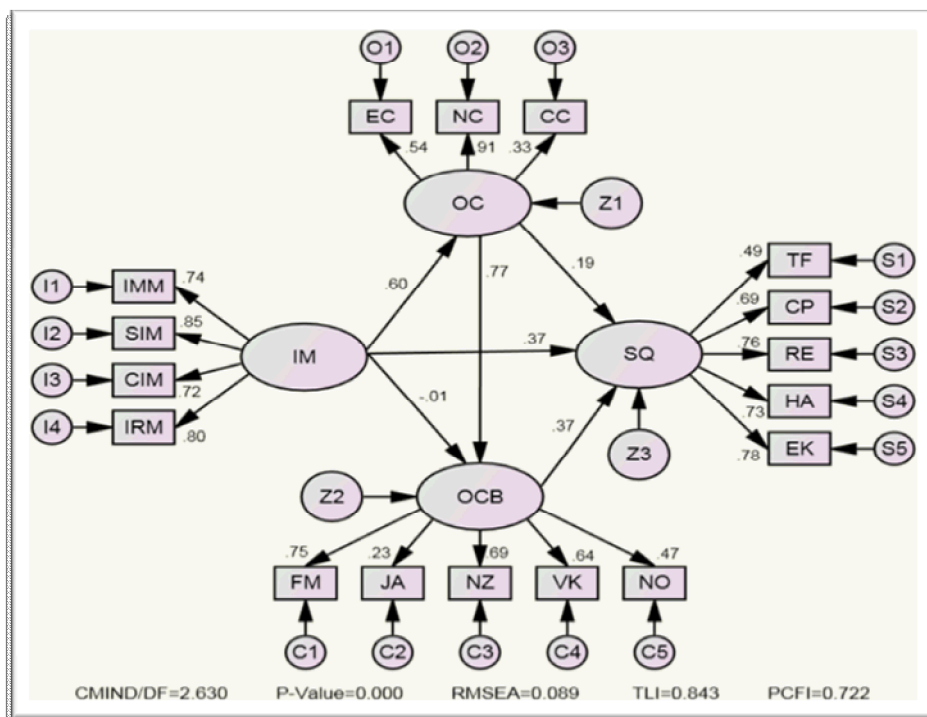 O1 O2 O3
EC NC CC
.54 .91 .33
OC Z1
I1 IMM .74
I2 SIM .85
I3 CIM .72
I4 IRM .80
IM
.60 .77 .19
.37
-.01
.37
SQ
Z3
.49 TF S1
.69 CP S2
.76 RE S3
.73 HA S4
.78 EK S5
Z2 OCB
.75 .23 .69 .64 .47
FM JA NZ VK NO
C1 C2 C3 C4 C5
CMIND/DF=2.630 P-Value=0.000 RMSEA=0.089 TLI=0.843 PCFI=0.722